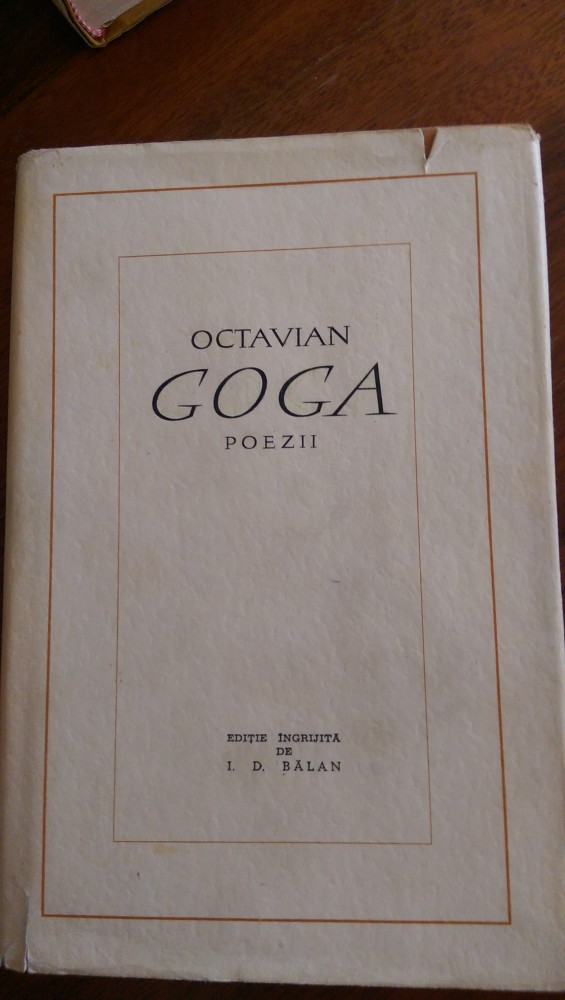 OCTAVIAN
GOGA
POEZII
EDIȚIE ÎNGRIJITĂ
DE
I. D. BĂLAN